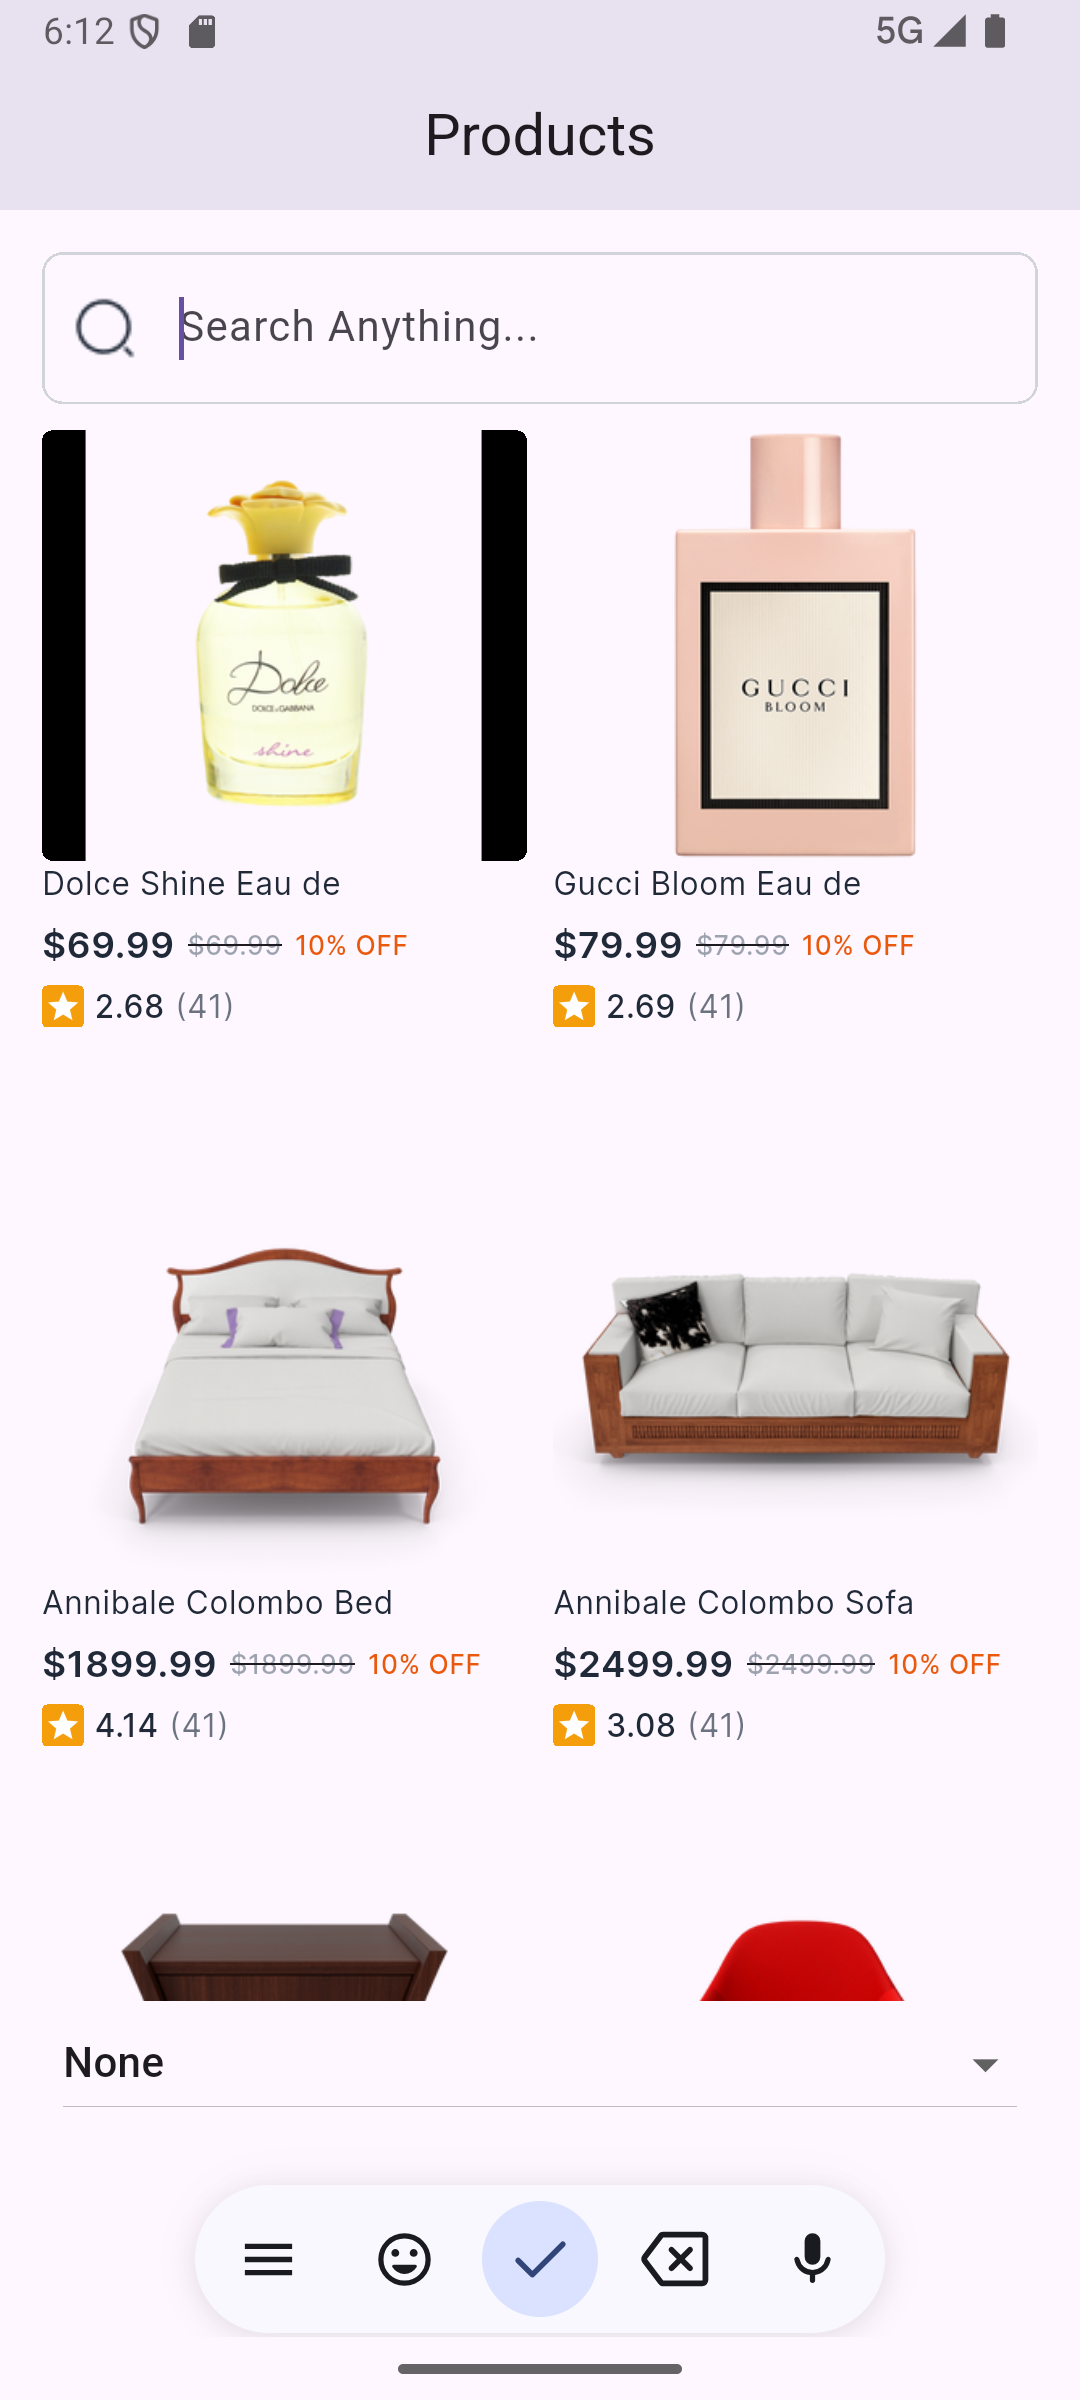 6:12
5G
Products
Search Anything...
Dolce
DOLCE & GABBANA
shine
GUCCI
BLOOM
Dolce Shine Eau de
$69.99 $69.99 10% OFF
2.68 (41)
Gucci Bloom Eau de
$79.99 $79.99 10% OFF
2.69 (41)
Annibale Colombo Bed
$1899.99 $1899.99 10% OFF
4.14 (41)
Annibale Colombo Sofa
$2499.99 $2499.99 10% OFF
3.08 (41)
None